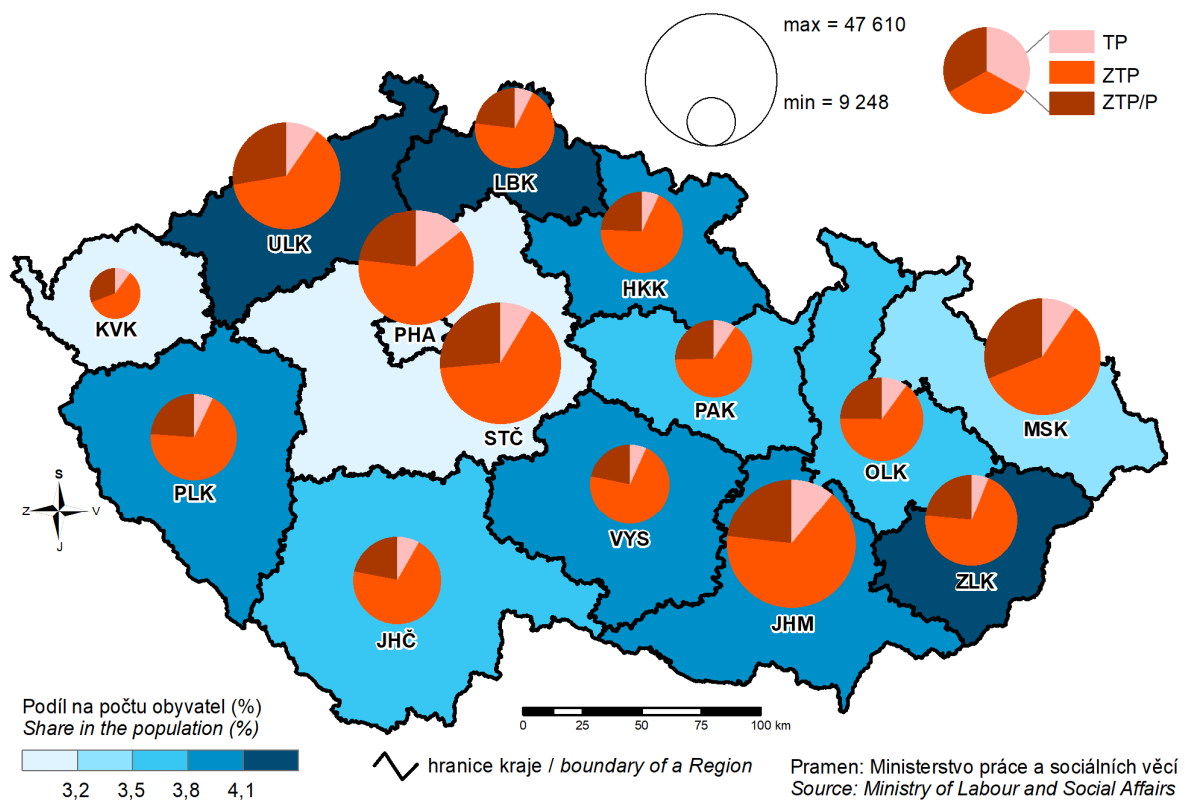 max = 47 610
min = 9 248
TP
ZTP
ZTP/P
LBK
ULK
HKK
KVK
PHA
PAK
STČ
MSK
OLK
PLK
VYS
ZLK
JHM
JHČ
S
Z V
J
Podíl na počtu obyvatel (%)
Share in the population (%)
3,2 3,5 3,8 4,1
0 25 50 75 100 km
hranice kraje / boundary of a Region
Pramen: Ministerstvo práce a sociálních věcí
Source: Ministry of Labour and Social Affairs